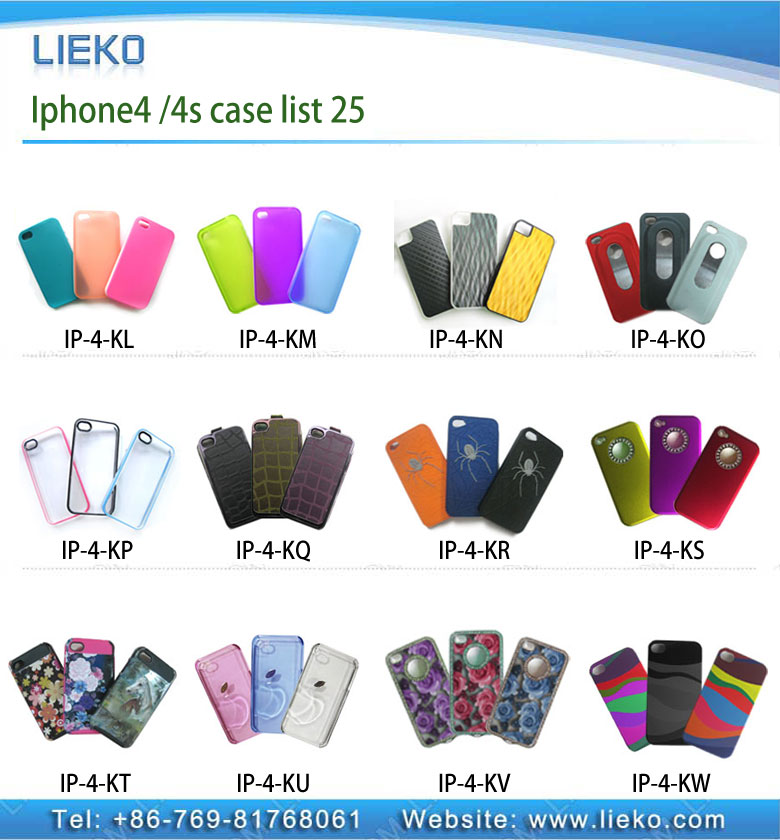 LIEKO
Iphone4 /4s case list 25
IP-4-KL IP-4-KM IP-4-KN IP-4-KO
IP-4-KP IP-4-KQ IP-4-KR IP-4-KS
IP-4-KT IP-4-KU IP-4-KV IP-4-KW
Tel: +86-769-81768061 Website: www.lieko.com